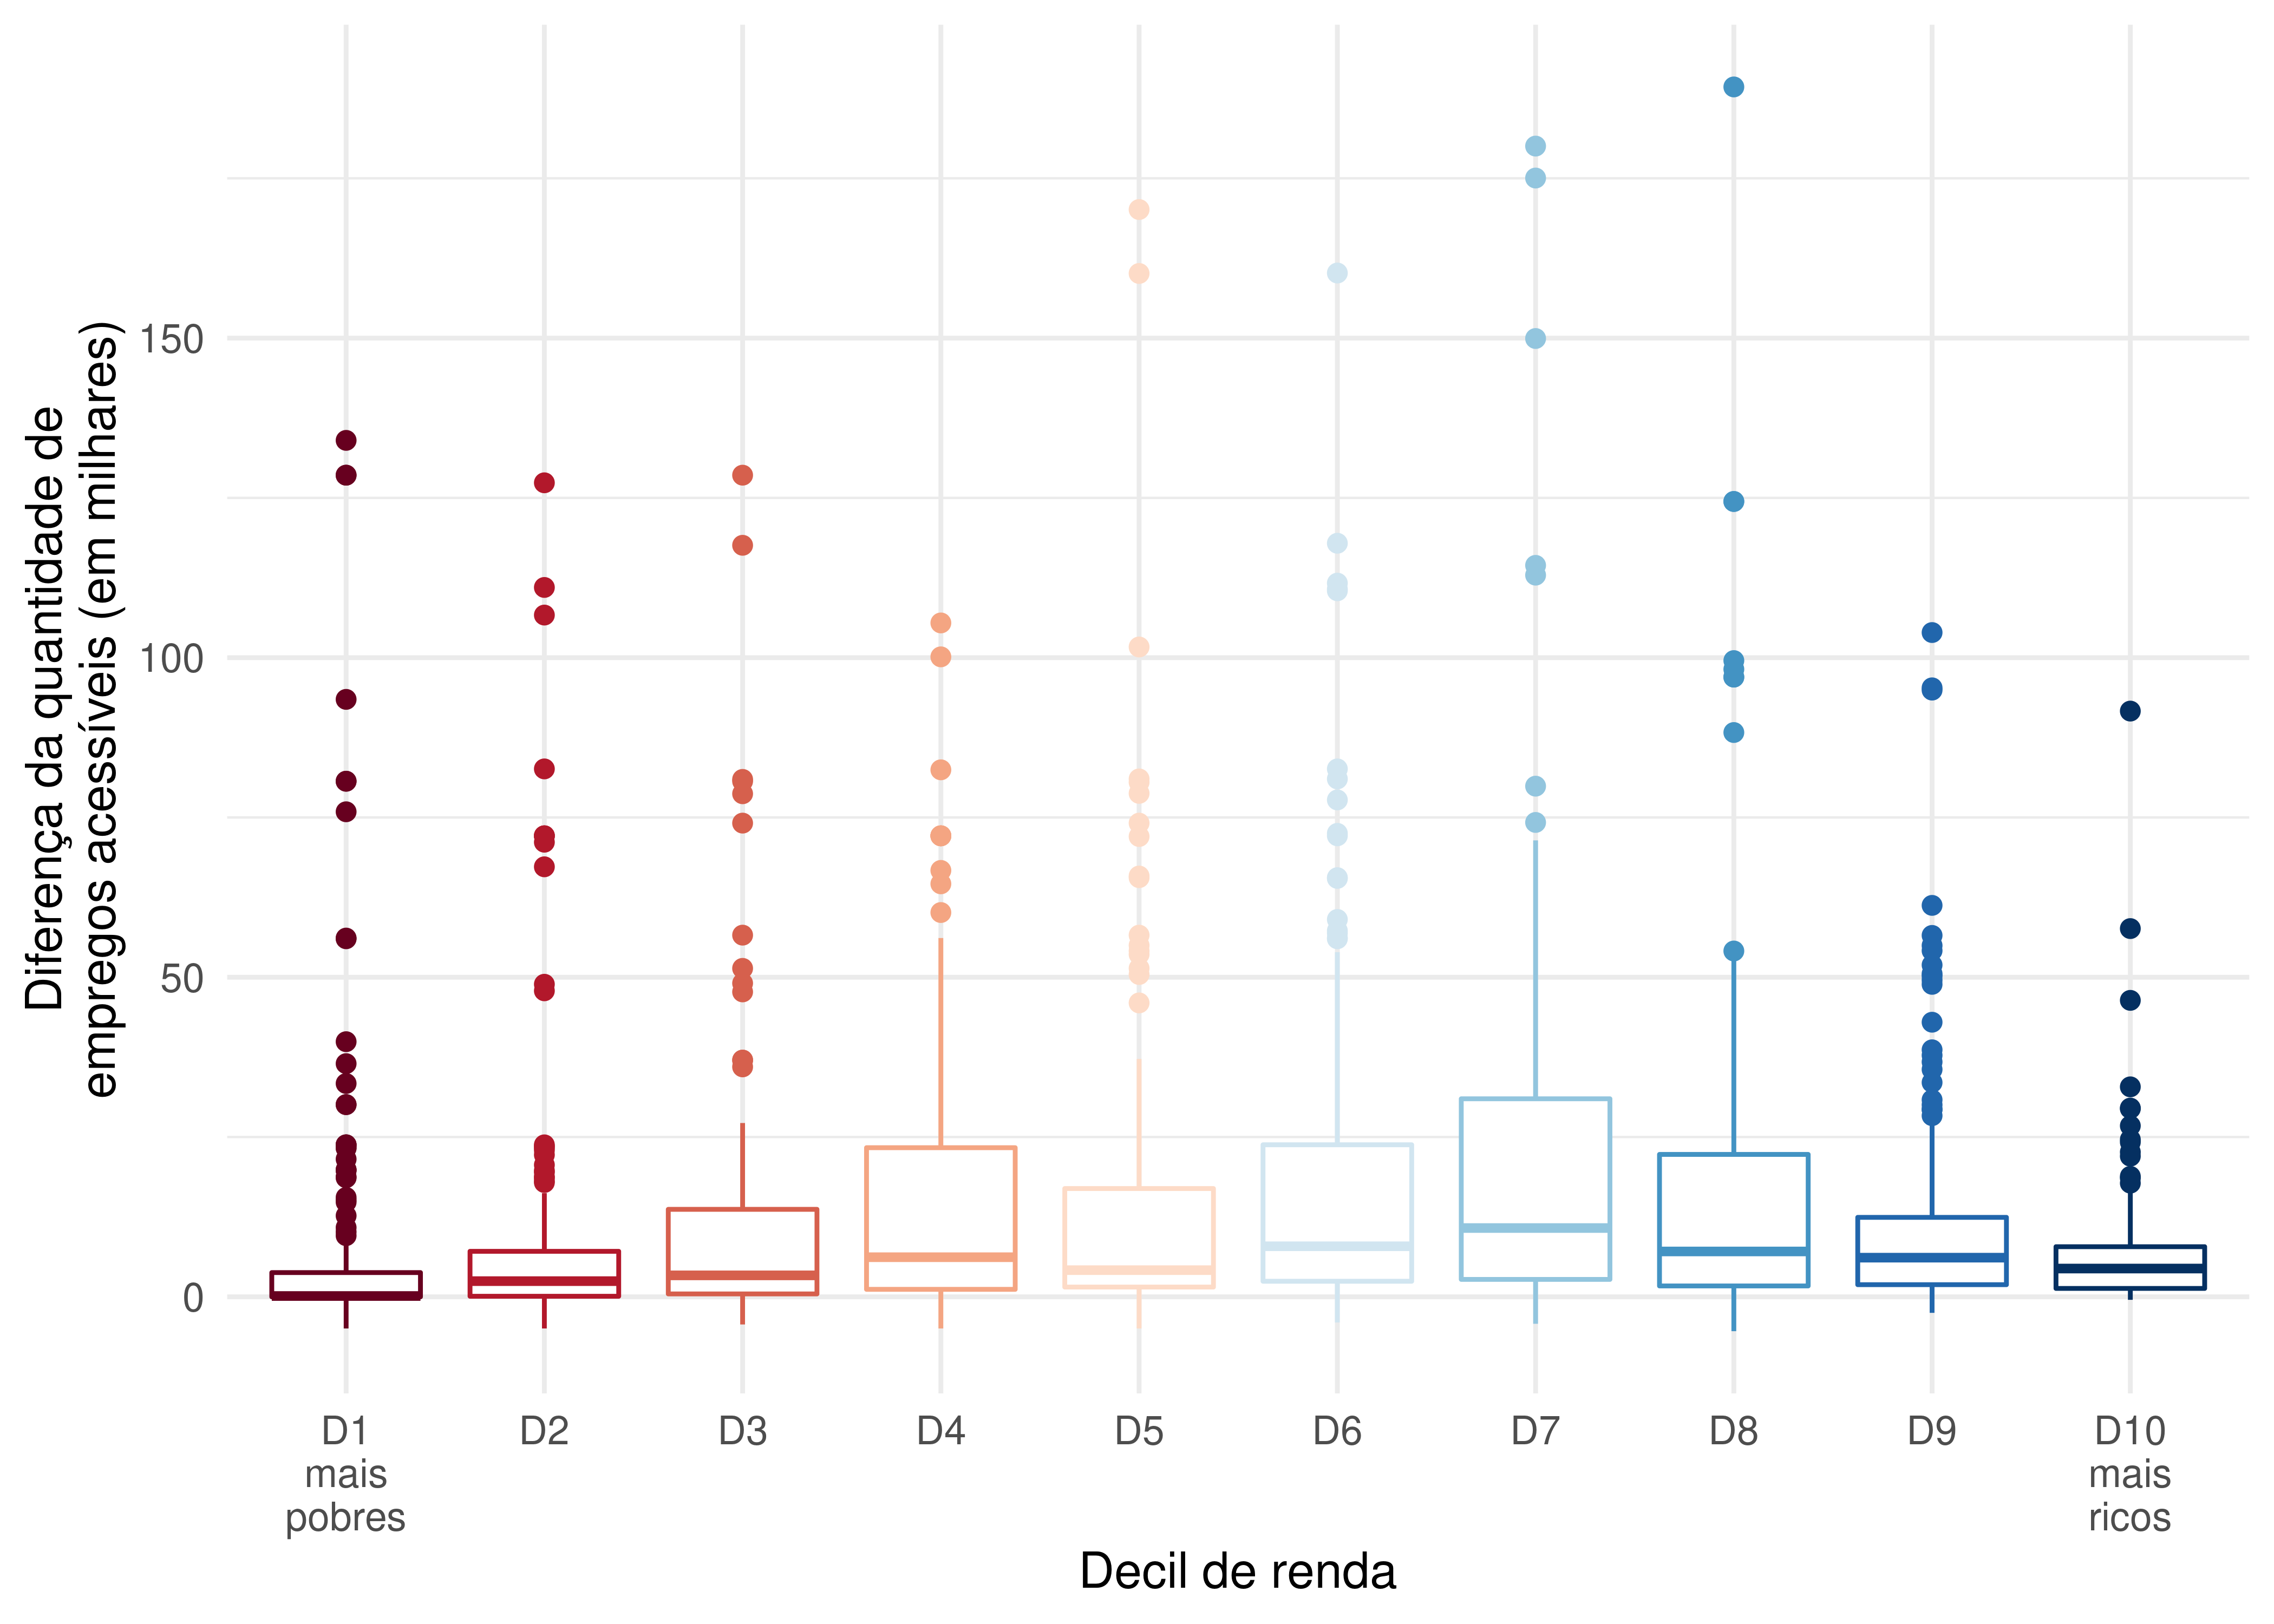 Diferença da quantidade de
empregos acessíveis (em milhares)
150
100
50
0
D1
mais
pobres
D2
D3
D4
D5
D6
D7
D8
D9
D10
mais
ricos
Decil de renda